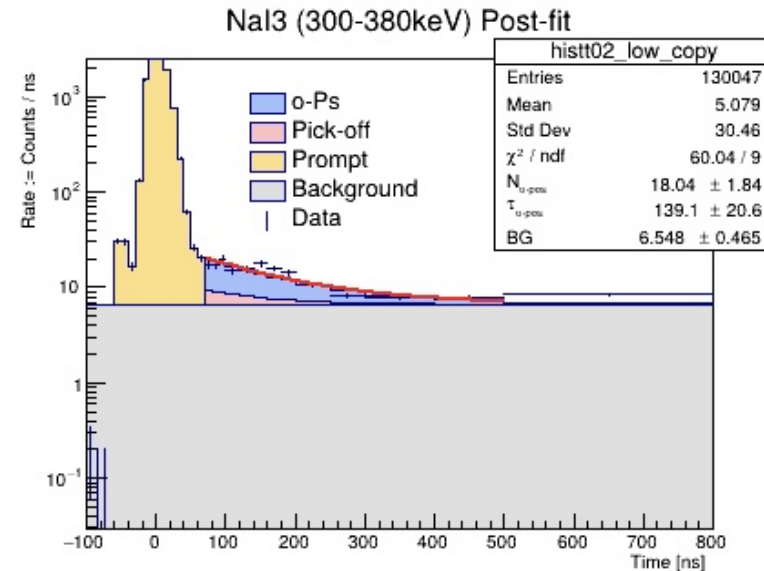 NaI3 (300-380keV) Post-fit
histt02_low_copy
Entries 130047
Mean 5.079
Std Dev 30.46
χ² / ndf 60.04 / 9
N 18.04 ± 1.84
τ 139.1 ± 20.6
BG 6.548 ± 0.465
o-Ps
Pick-off
Prompt
Background
Data
Rate := Counts / ns
10³
10²
10
1
10⁻¹
−100 0 100 200 300 400 500 600 700 800
Time [ns]